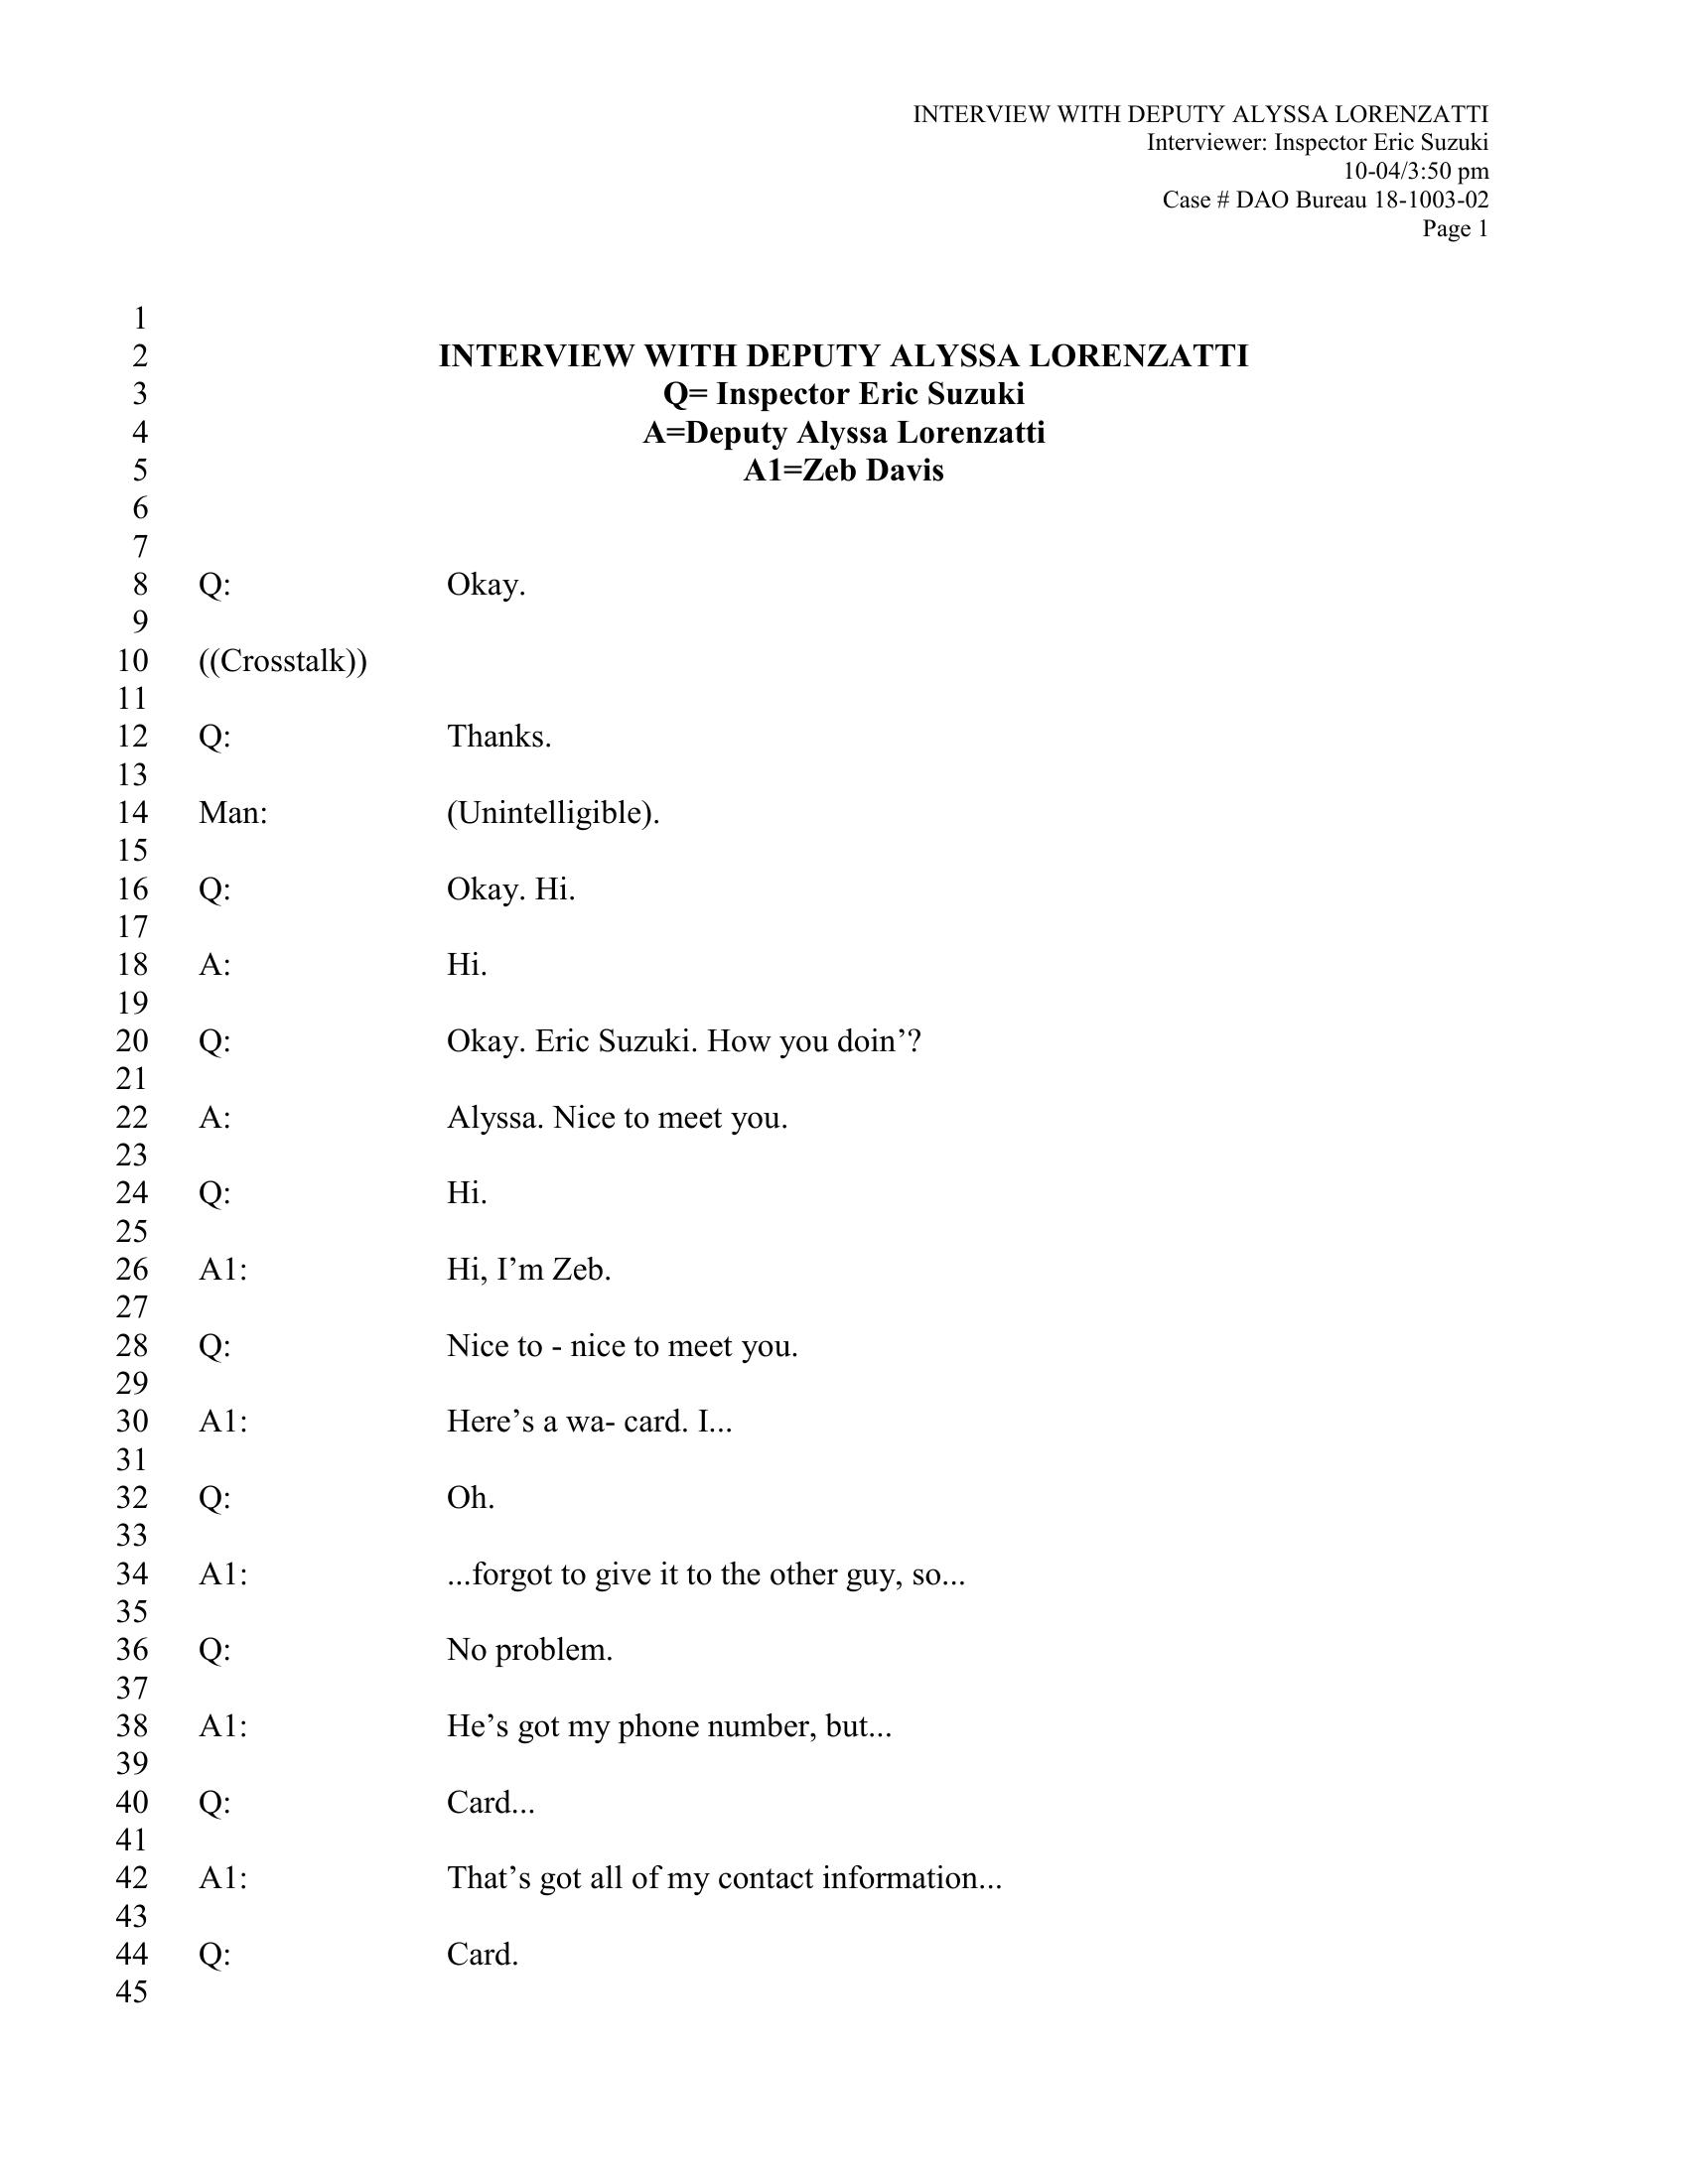 INTERVIEW WITH DEPUTY ALYSSA LORENZATTI
Interviewer: Inspector Eric Suzuki
10-04/3:50 pm
Case # DAO Bureau 18-1003-02
Page 1
1
2 INTERVIEW WITH DEPUTY ALYSSA LORENZATTI
3 Q= Inspector Eric Suzuki
4 A=Deputy Alyssa Lorenzatti
5 A1=Zeb Davis
6
7
8 Q: Okay.
9
10 ((Crosstalk))
11
12 Q: Thanks.
13
14 Man: (Unintelligible).
15
16 Q: Okay. Hi.
17
18 A: Hi.
19
20 Q: Okay. Eric Suzuki. How you doin’?
21
22 A: Alyssa. Nice to meet you.
23
24 Q: Hi.
25
26 A1: Hi, I’m Zeb.
27
28 Q: Nice to - nice to meet you.
29
30 A1: Here’s a wa- card. I...
31
32 Q: Oh.
33
34 A1: ...forgot to give it to the other guy, so...
35
36 Q: No problem.
37
38 A1: He’s got my phone number, but...
39
40 Q: Card...
41
42 A1: That’s got all of my contact information...
43
44 Q: Card.
45